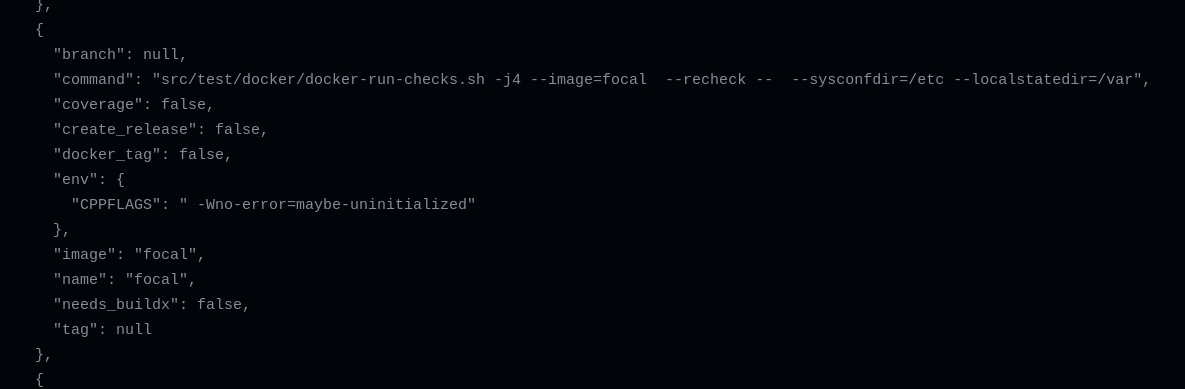 },
{
"branch": null,
"command": "src/test/docker/docker-run-checks.sh -j4 --image=focal  --recheck --  --sysconfdir=/etc --localstatedir=/var",
"coverage": false,
"create_release": false,
"docker_tag": false,
"env": {
"CPPFLAGS": " -Wno-error=maybe-uninitialized"
},
"image": "focal",
"name": "focal",
"needs_buildx": false,
"tag": null
},
{